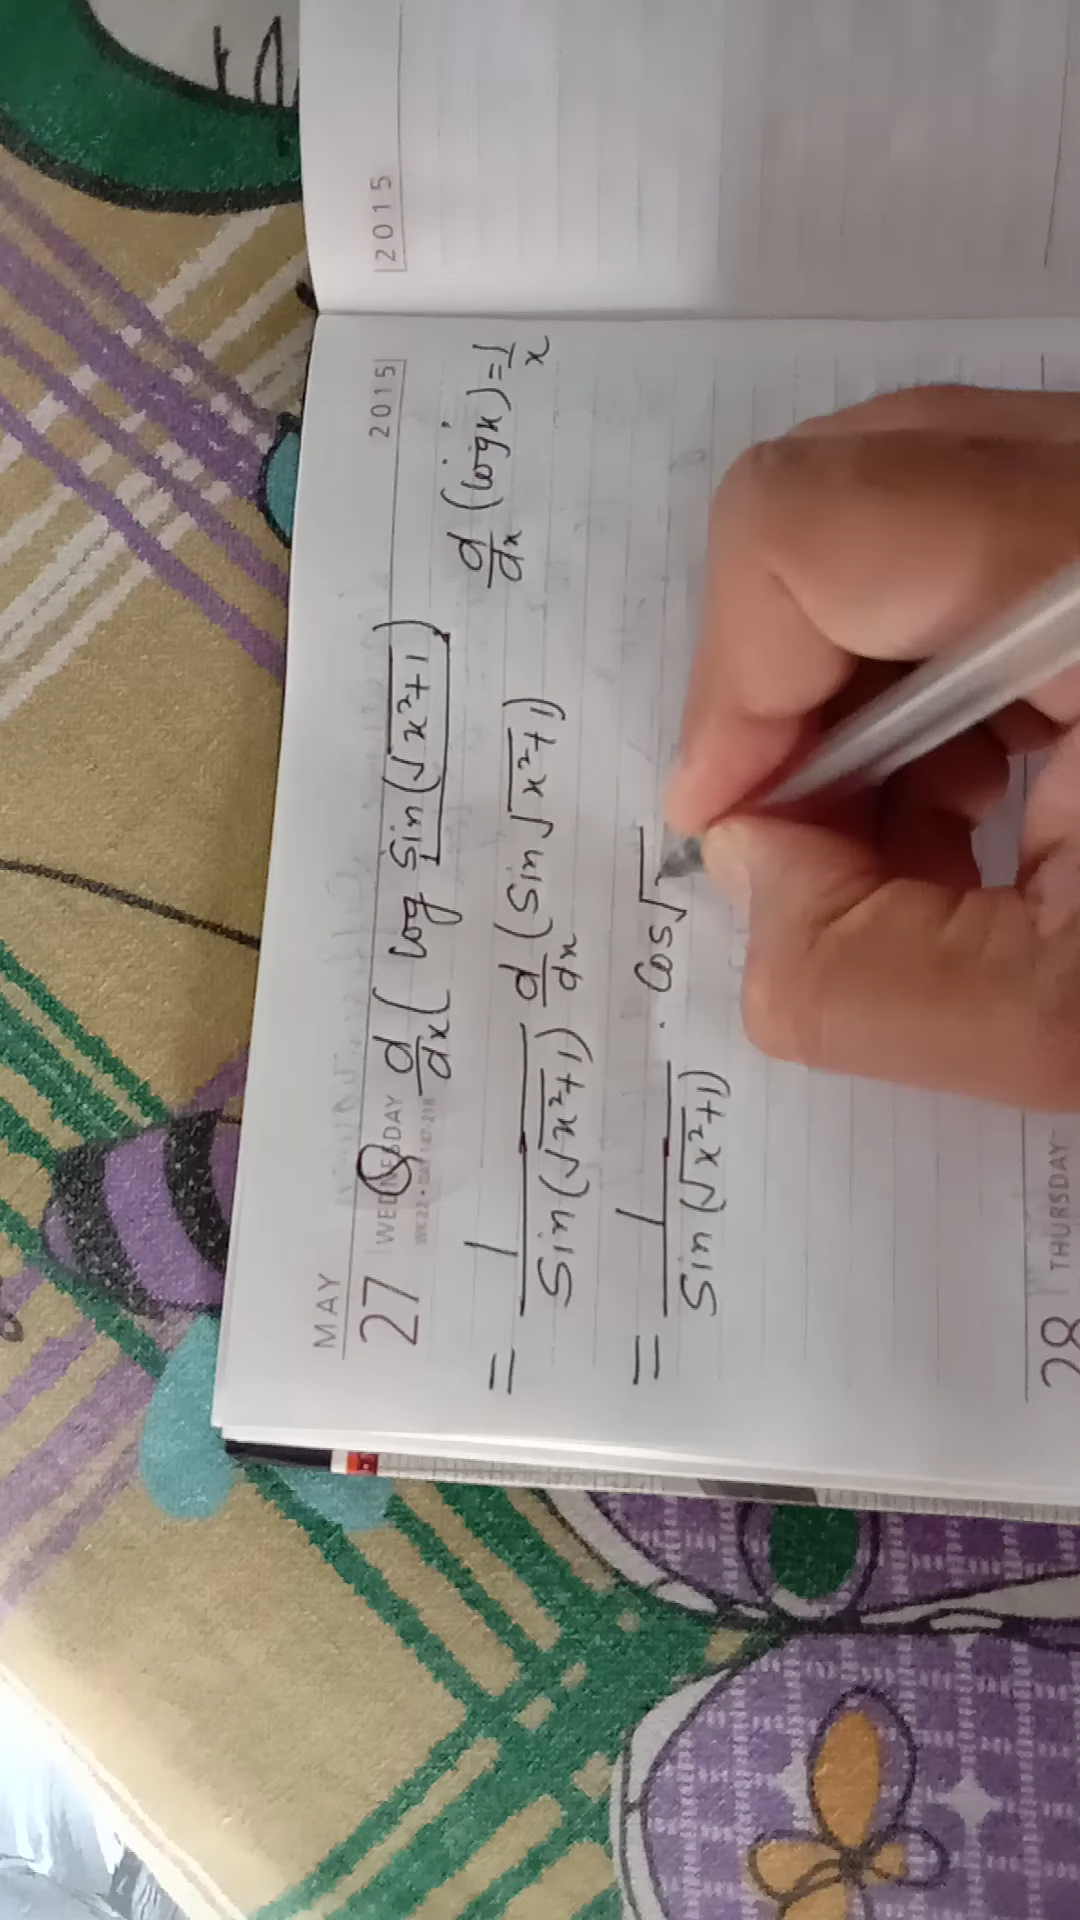 2015
MAY
27 WEDNESDAY 2015
d/dx (log sin(√x²+1))
d/dx (log x) = 1/x
= 1/Sin(√x²+1) d/dx (Sin √x²+1)
= 1/Sin(√x²+1) . Cos√
28 THURSDAY